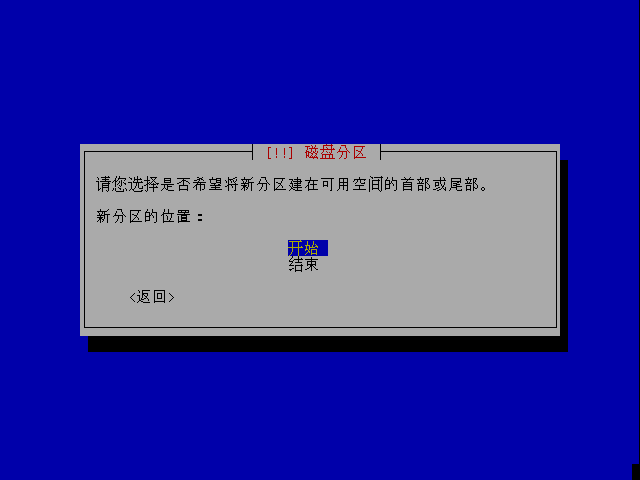 [!!] 磁盘分区
请您选择是否希望将新分区建在可用空间的首部或尾部。
新分区的位置：
开始
结束
<返回>